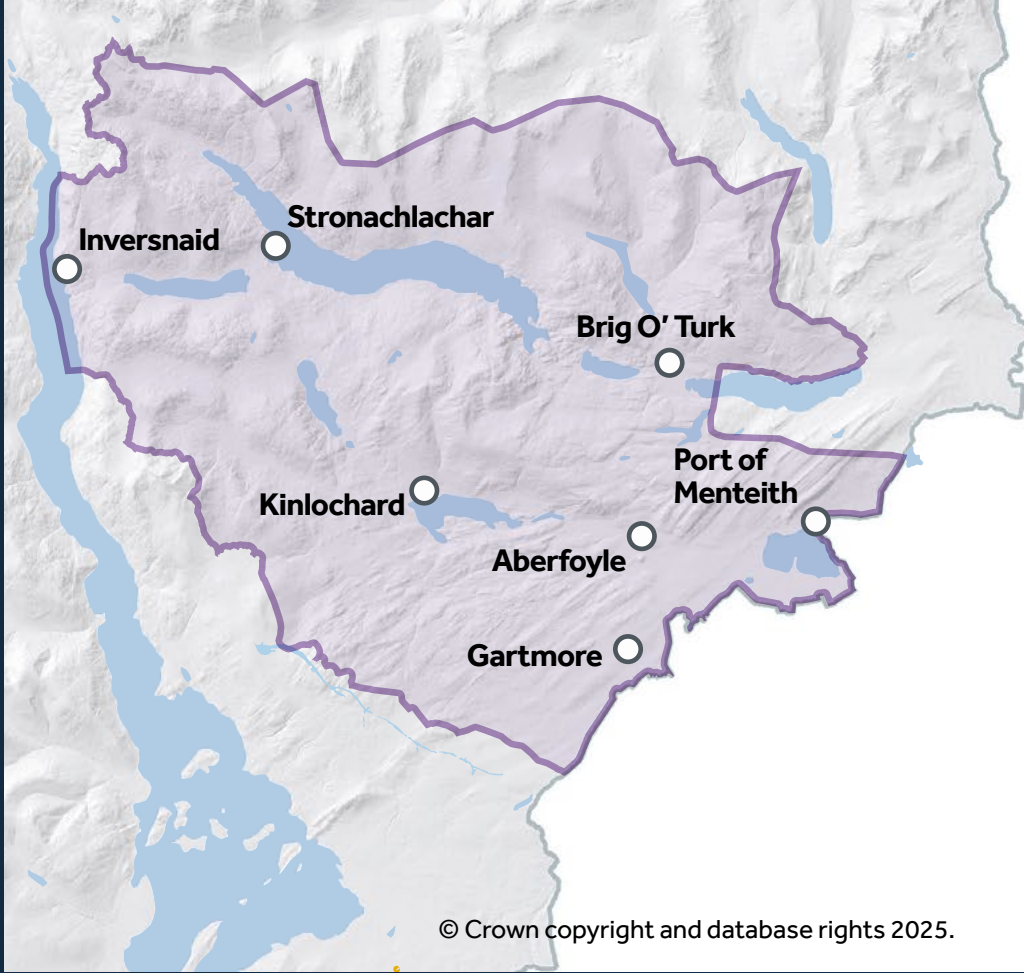 Stronachlachar
Inversnaid
Brig O’ Turk
Port of
Menteith
Kinlochard
Aberfoyle
Gartmore
© Crown copyright and database rights 2025.